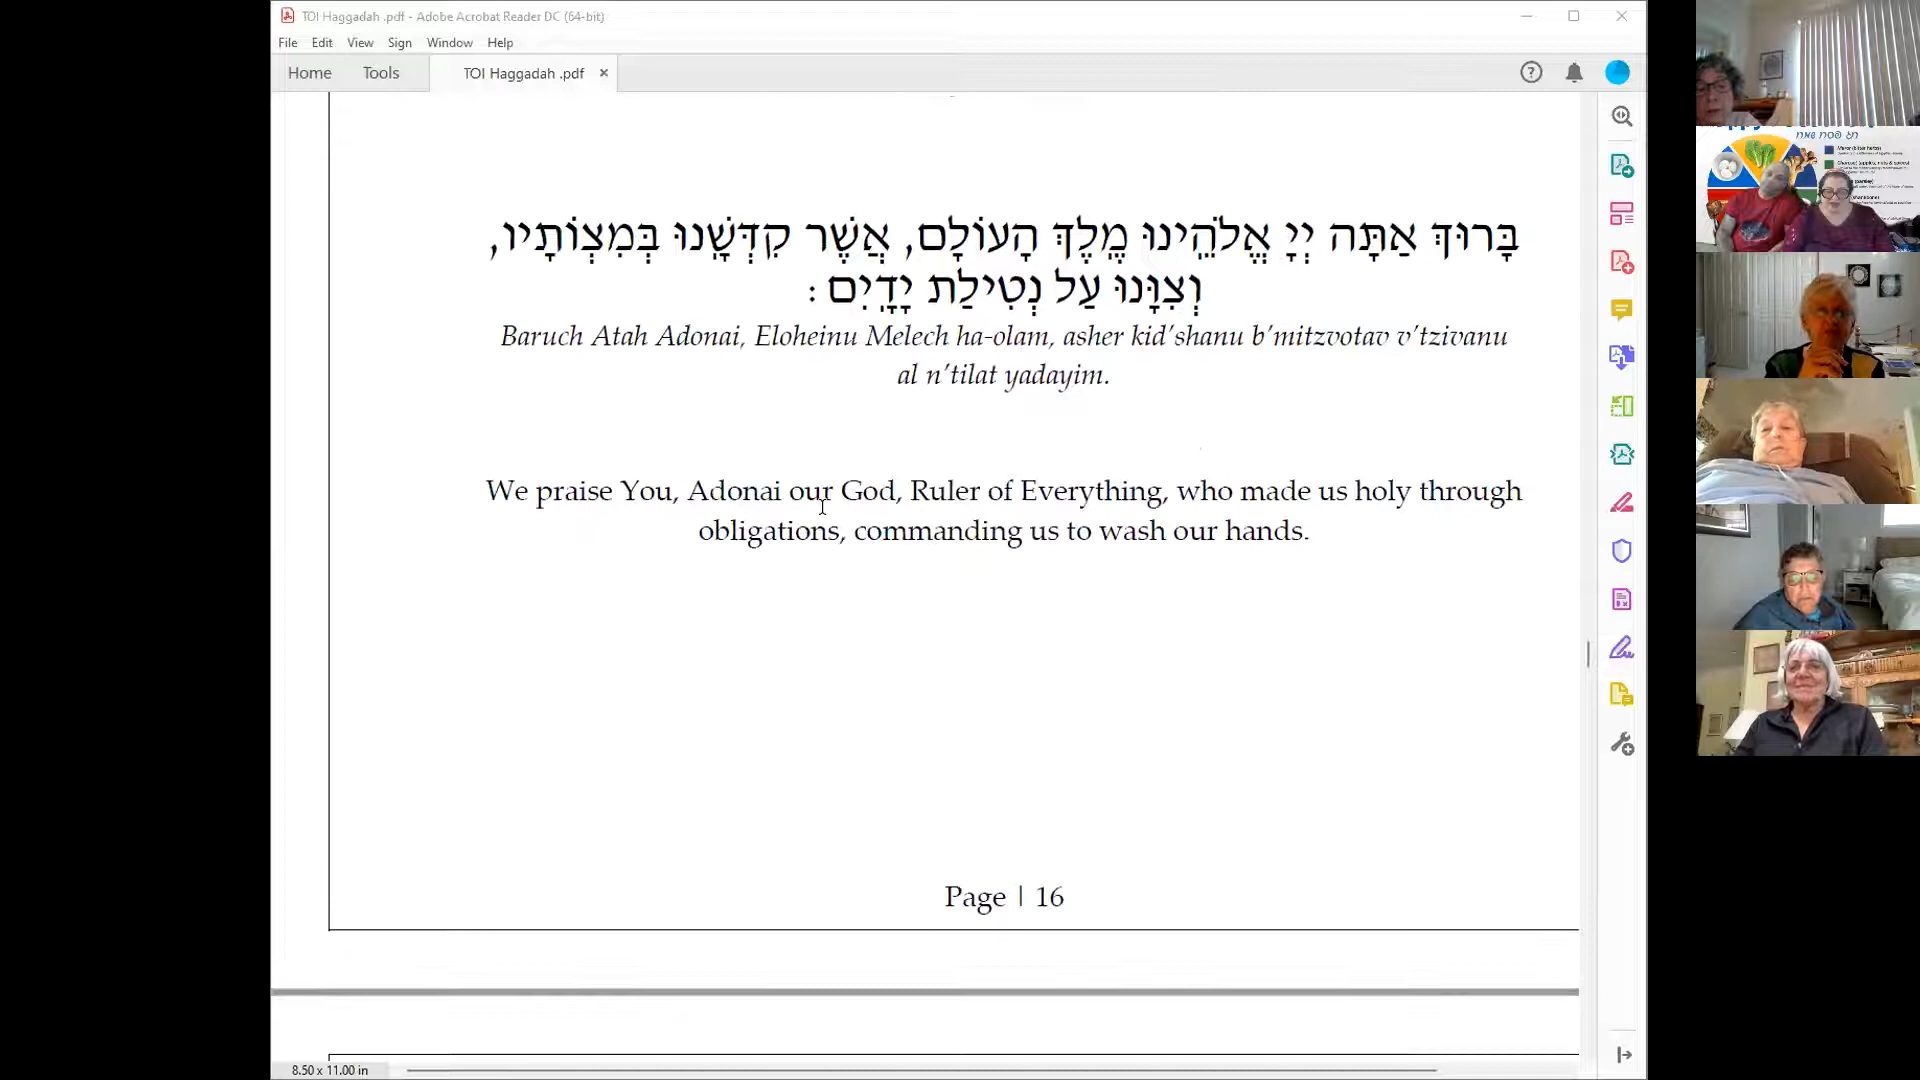 TOI Haggadah .pdf - Adobe Acrobat Reader DC (64-bit)
File Edit View Sign Window Help
Home Tools TOI Haggadah .pdf
בָּרוּךְ אַתָּה יְיָ אֱלֹהֵֽינוּ מֶֽלֶךְ הָעוֹלָם, אֲשֶׁר קִדְּשָֽׁנוּ בְּמִצְוֹתָיו,
וְצִוָּֽנוּ עַל נְטִילַת יָדָֽיִם :
Baruch Atah Adonai, Eloheinu Melech ha-olam, asher kid’shanu b’mitzvotav v’tzivanu
al n’tilat yadayim.
We praise You, Adonai our God, Ruler of Everything, who made us holy through
obligations, commanding us to wash our hands.
Page | 16
8.50 x 11.00 in